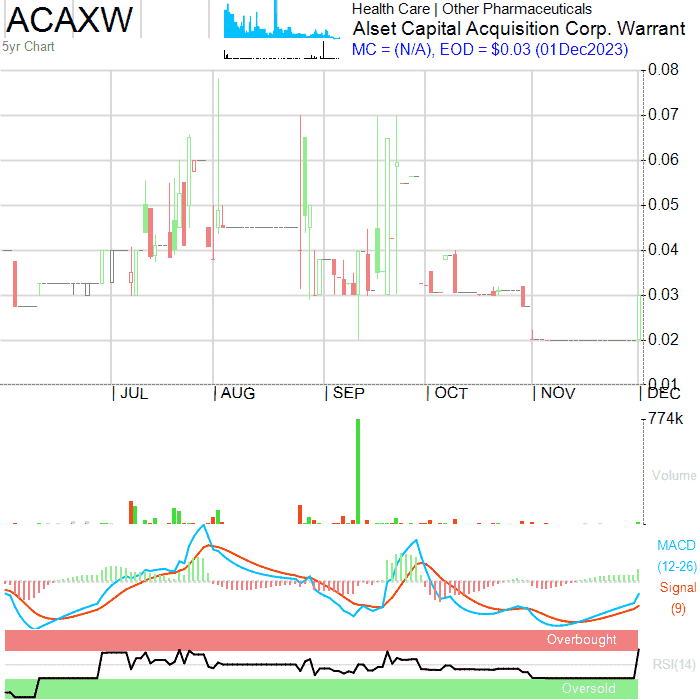 ACAXW
5yr Chart
Health Care | Other Pharmaceuticals
Alset Capital Acquisition Corp. Warrant
MC = (N/A), EOD = $0.03 (01Dec2023)
0.08
0.07
0.06
0.05
0.04
0.03
0.02
0.01
| JUL | AUG | SEP | OCT | NOV | DEC
774k
Volume
MACD
(12-26)
Signal
(9)
Overbought
RSI(14)
Oversold